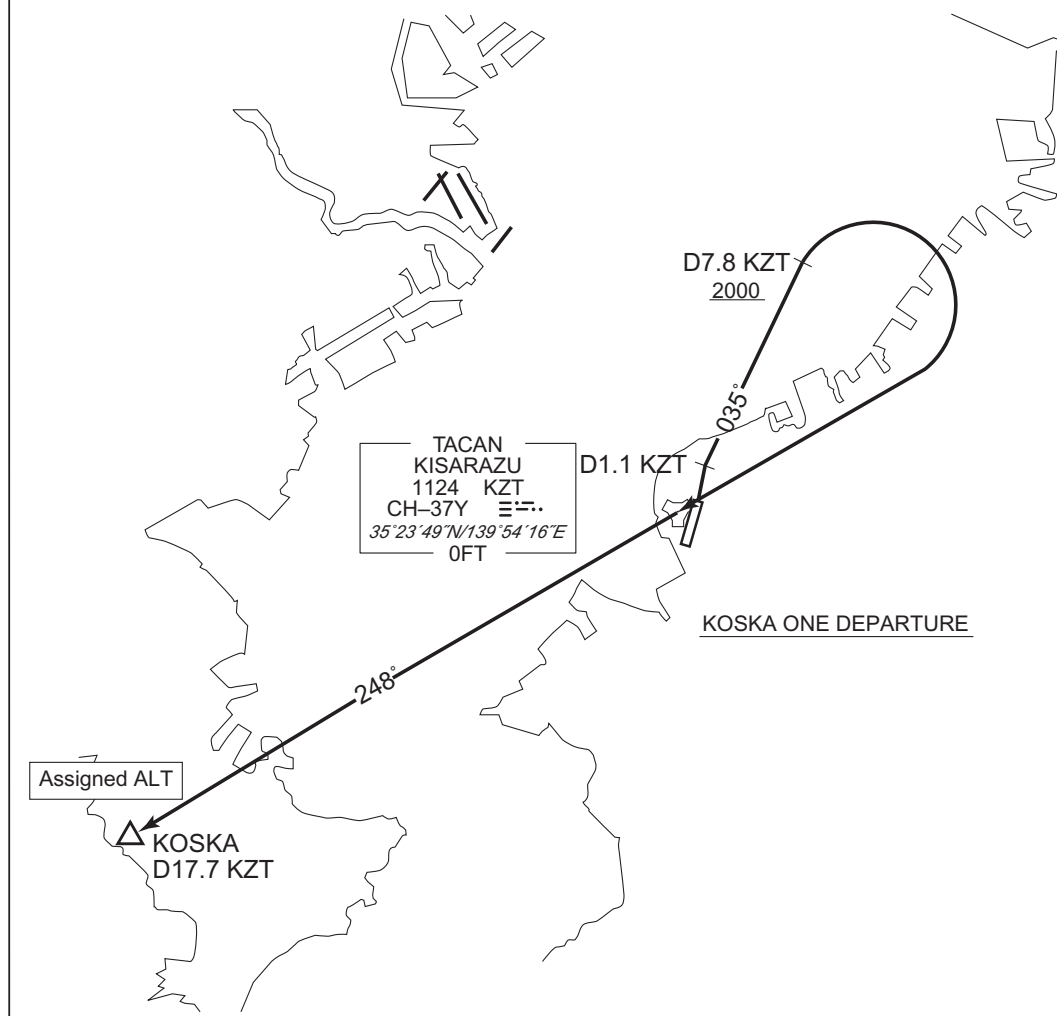 D7.8 KZT
2000
035°
TACAN
KISARAZU
1124 KZT
CH–37Y
35°23´49˝N/139°54´16˝E
0FT
D1.1 KZT
KOSKA ONE DEPARTURE
248°
Assigned ALT
KOSKA
D17.7 KZT